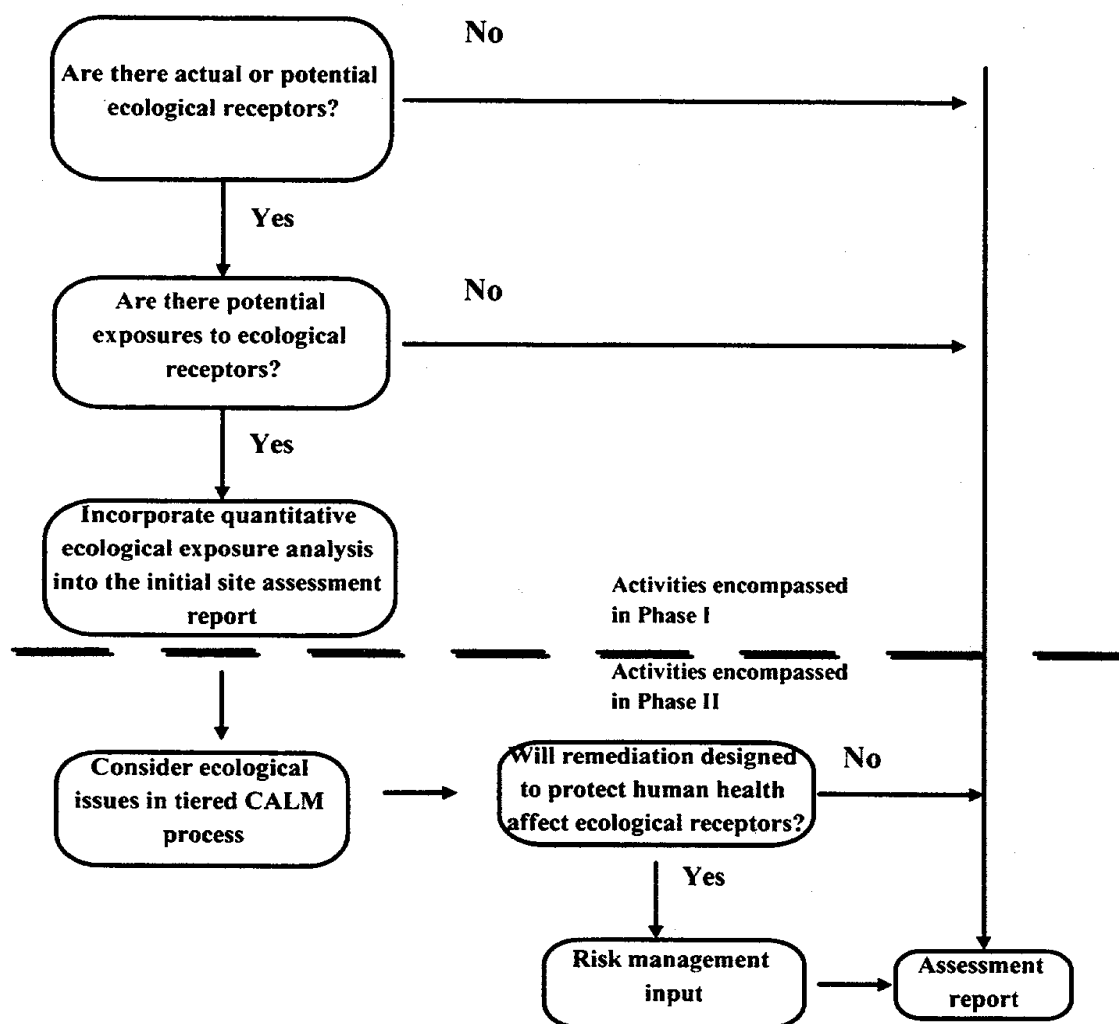 No
Are there actual or potential
ecological receptors?
Yes
No
Are there potential
exposures to ecological
receptors?
Yes
Incorporate quantitative
ecological exposure analysis
into the initial site assessment
report
Activities encompassed
in Phase I
Activities encompassed
in Phase II
Consider ecological
issues in tiered CALM
process
Will remediation designed
to protect human health
affect ecological receptors?
No
Yes
Risk management
input
Assessment
report